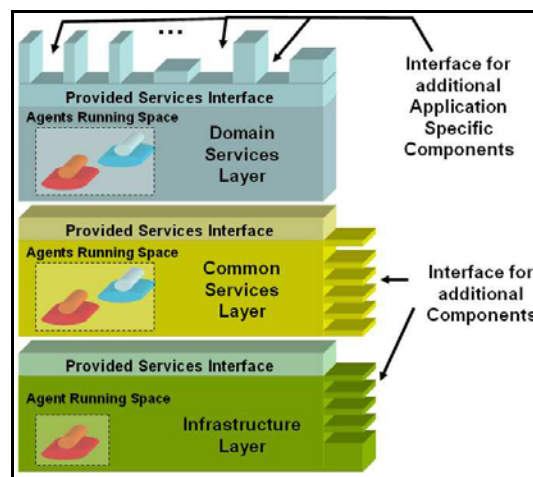 ...
Interface for
additional
Application
Specific
Components
Provided Services Interface
Agents Running Space
Domain
Services
Layer
Provided Services Interface
Agents Running Space
Common
Services
Layer
Interface for
additional
Components
Provided Services Interface
Agent Running Space
Infrastructure
Layer